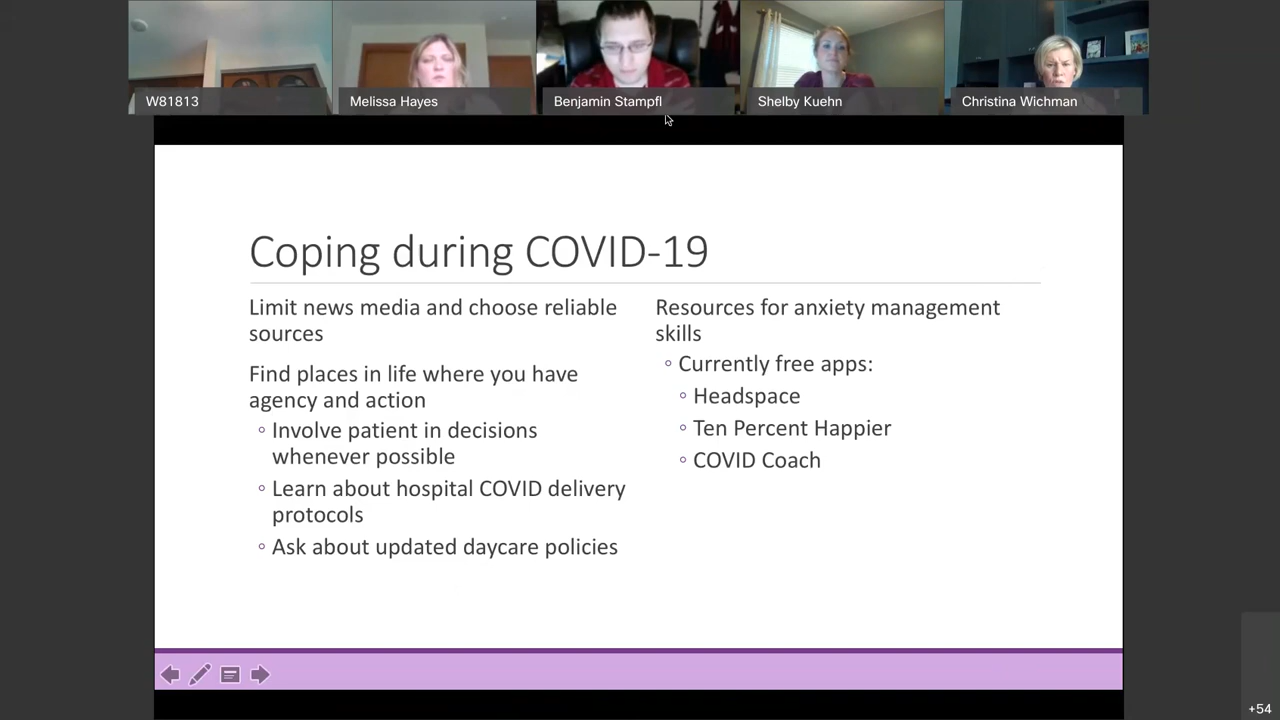 W81813
Melissa Hayes
Benjamin Stampfl
Shelby Kuehn
Christina Wichman
Coping during COVID-19
Limit news media and choose reliable
sources
Find places in life where you have
agency and action
◦ Involve patient in decisions
whenever possible
◦ Learn about hospital COVID delivery
protocols
◦ Ask about updated daycare policies
Resources for anxiety management
skills
◦ Currently free apps:
◦ Headspace
◦ Ten Percent Happier
◦ COVID Coach
+54